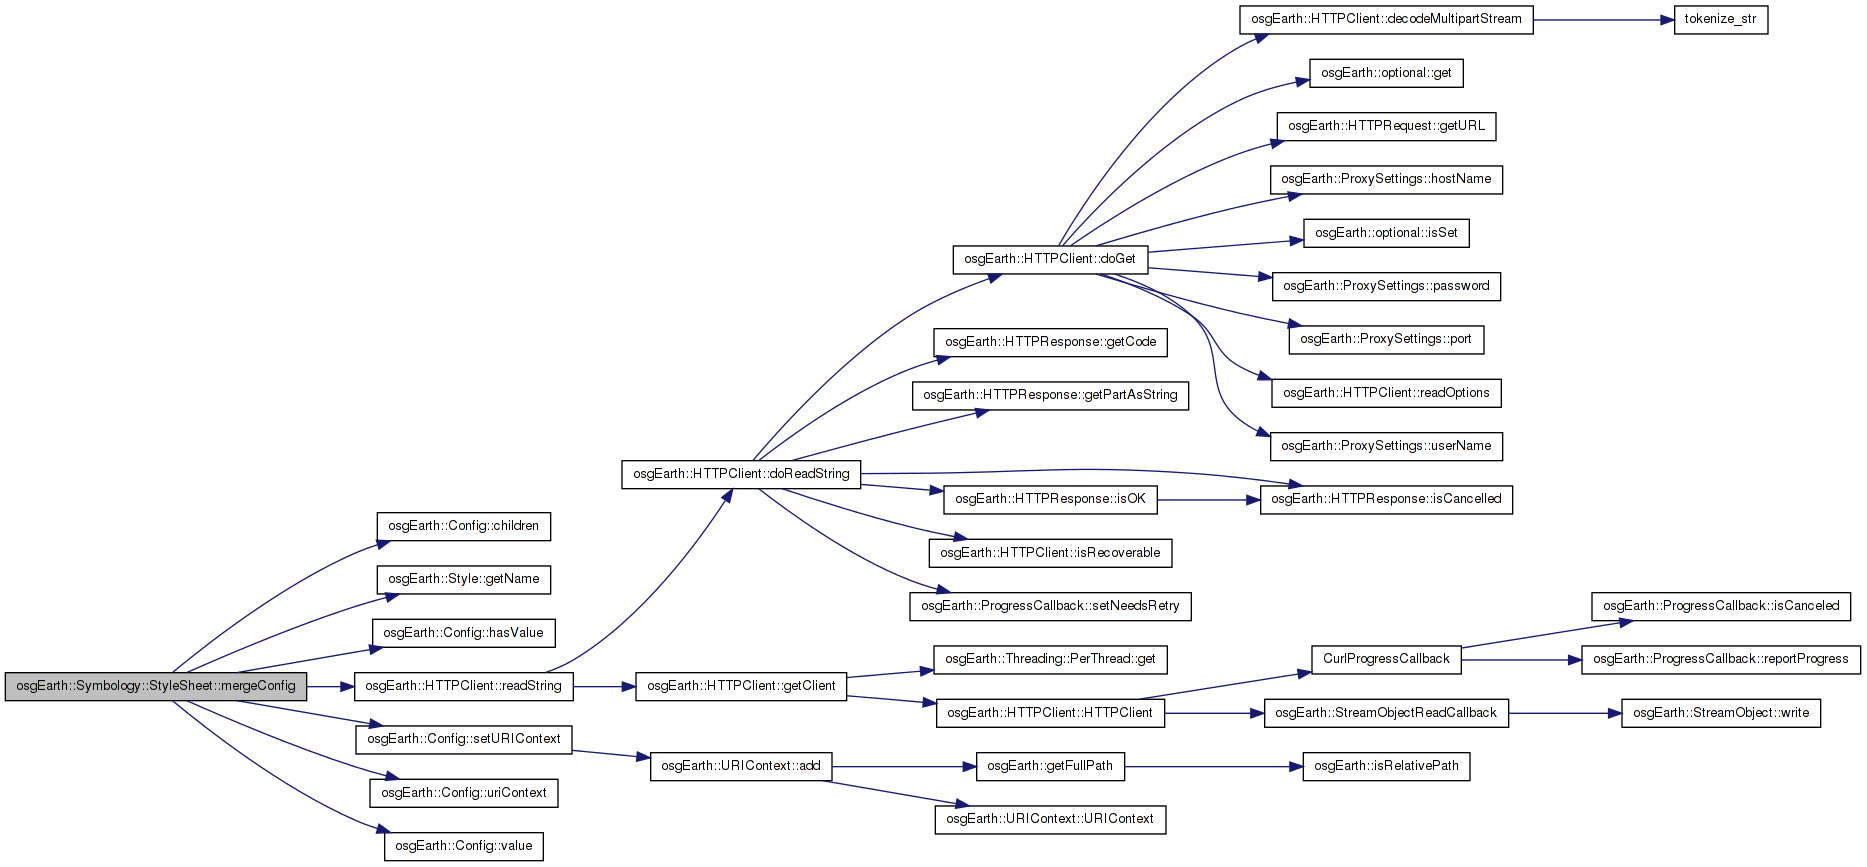 osgEarth::HTTPClient::decodeMultipartStream
tokenize_str
osgEarth::optional::get
osgEarth::HTTPRequest::getURL
osgEarth::ProxySettings::hostName
osgEarth::optional::isSet
osgEarth::HTTPClient::doGet
osgEarth::ProxySettings::password
osgEarth::ProxySettings::port
osgEarth::HTTPResponse::getCode
osgEarth::HTTPClient::readOptions
osgEarth::HTTPResponse::getPartAsString
osgEarth::ProxySettings::userName
osgEarth::HTTPClient::doReadString
osgEarth::HTTPResponse::isOK
osgEarth::HTTPResponse::isCancelled
osgEarth::Config::children
osgEarth::HTTPClient::isRecoverable
osgEarth::Style::getName
osgEarth::ProgressCallback::setNeedsRetry
osgEarth::ProgressCallback::isCanceled
osgEarth::Config::hasValue
osgEarth::Threading::PerThread::get
CurlProgressCallback
osgEarth::ProgressCallback::reportProgress
osgEarth::Symbology::StyleSheet::mergeConfig
osgEarth::HTTPClient::readString
osgEarth::HTTPClient::getClient
osgEarth::HTTPClient::HTTPClient
osgEarth::StreamObjectReadCallback
osgEarth::StreamObject::write
osgEarth::Config::setURIContext
osgEarth::URIContext::add
osgEarth::getFullPath
osgEarth::isRelativePath
osgEarth::Config::uriContext
osgEarth::URIContext::URIContext
osgEarth::Config::value